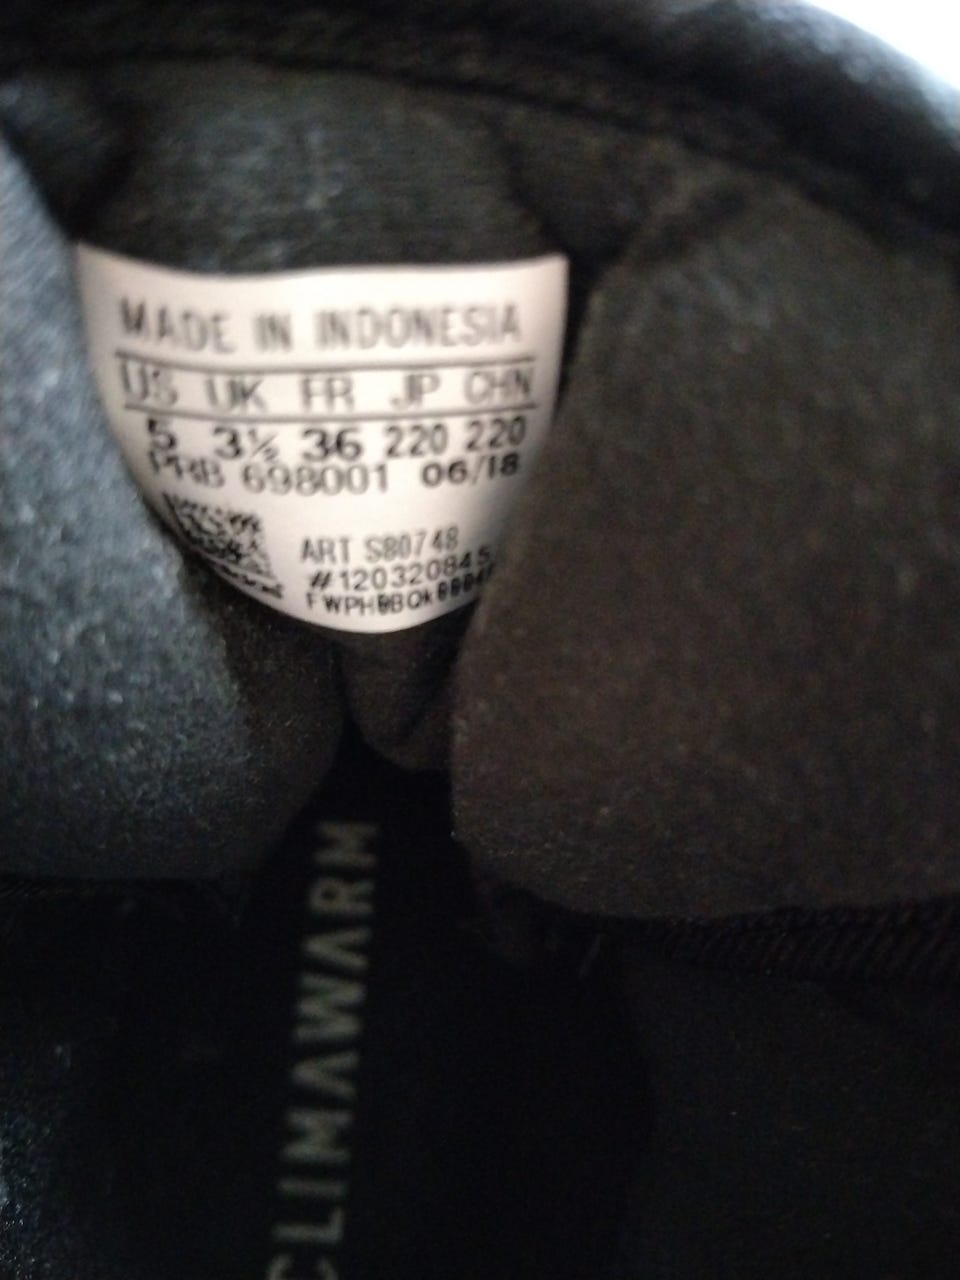 MADE IN INDONESIA
US UK FR JP CHN
5 3½ 36 220 220
PRB 698001 06/18
ART S80748
#120320845
CLIMAWARM